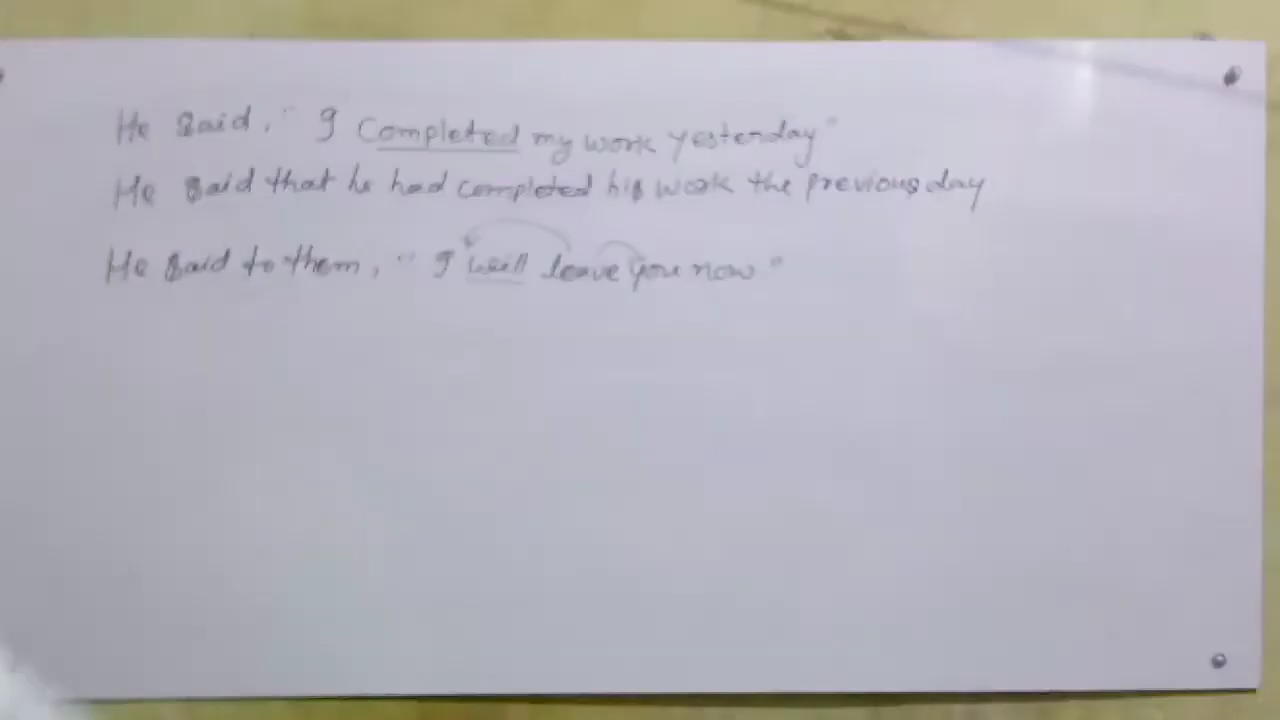 He said, "I completed my work yesterday"
He said that he had completed his work the previous day
He said to them, "I will leave you now"